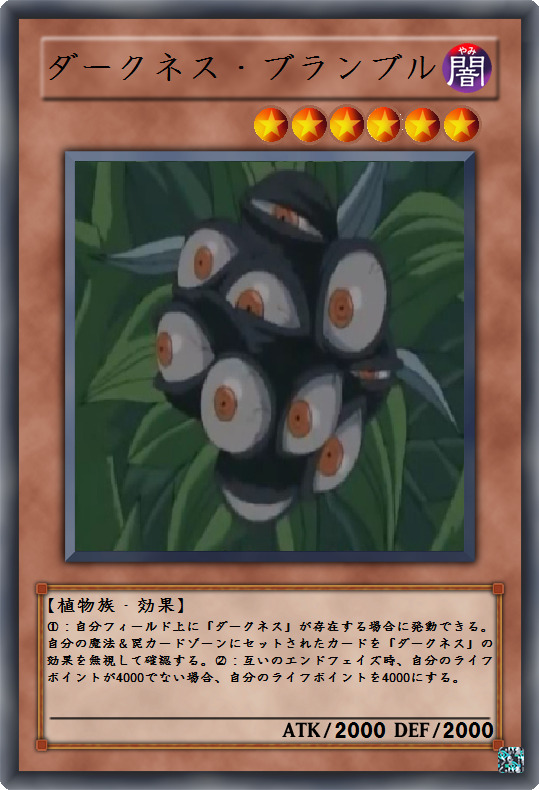 ダークネス・ブランブル
やみ
闇
【植物族‐効果】
①：自分フィールド上に「ダークネス」が存在する場合に発動できる。
自分の魔法＆罠カードゾーンにセットされたカードを「ダークネス」の
効果を無視して確認する。②：互いのエンドフェイズ時、自分のライフ
ポイントが4000でない場合、自分のライフポイントを4000にする。
ATK/2000 DEF/2000